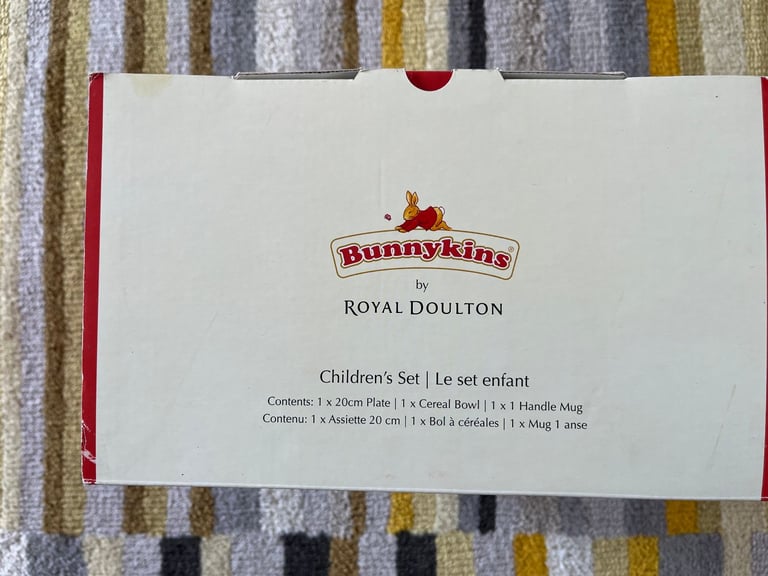 Bunnykins®
by
ROYAL DOULTON
Children's Set | Le set enfant
Contents: 1 x 20cm Plate | 1 x Cereal Bowl | 1 x 1 Handle Mug
Contenu: 1 x Assiette 20 cm | 1 x Bol à céréales | 1 x Mug 1 anse